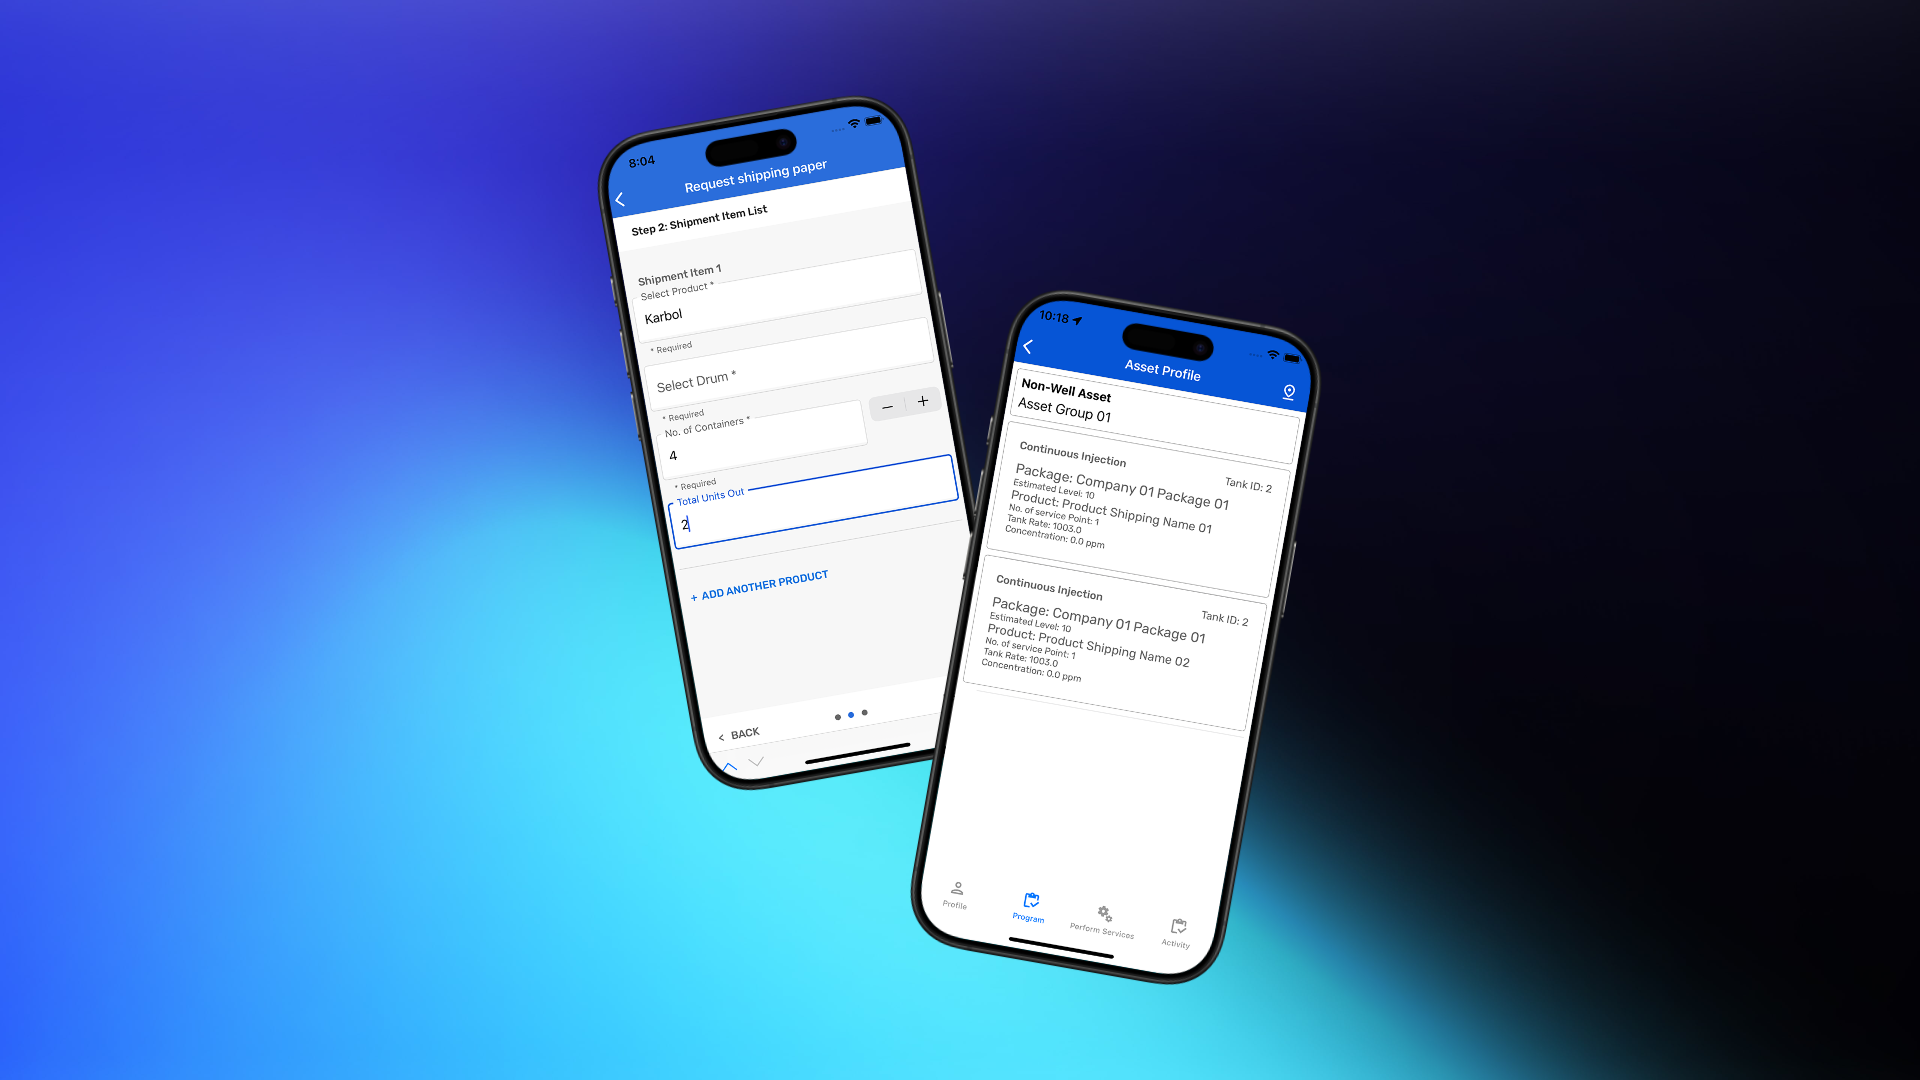 8:04
Request shipping paper
Step 2: Shipment Item List
Shipment Item 1
Select Product *
Karbol
* Required
Select Drum *
* Required
No. of Containers *
4
* Required
Total Units Out
2
+ ADD ANOTHER PRODUCT
BACK
10:18
Asset Profile
Non-Well Asset
Asset Group 01
Continuous Injection
Tank ID: 2
Package: Company 01 Package 01
Estimated Level: 10
Product: Product Shipping Name 01
No. of service Point: 1
Tank Rate: 1003.0
Concentration: 0.0 ppm
Continuous Injection
Tank ID: 2
Package: Company 01 Package 01
Estimated Level: 10
Product: Product Shipping Name 02
No. of service Point: 1
Tank Rate: 1003.0
Concentration: 0.0 ppm
Profile
Program
Perform Services
Activity